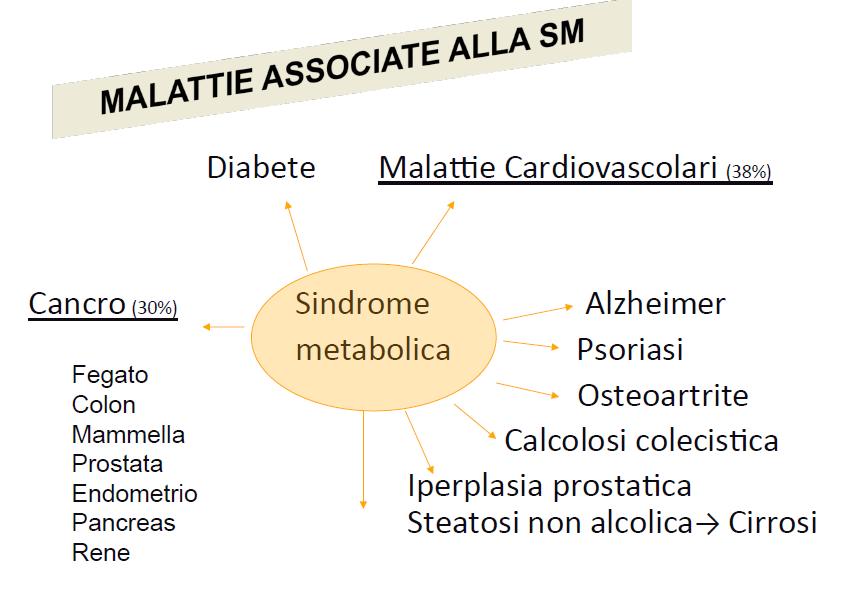 MALATTIE ASSOCIATE ALLA SM
Diabete
Malattie Cardiovascolari (38%)
Cancro (30%)
Sindrome
metabolica
Alzheimer
Psoriasi
Osteoartrite
Calcolosi colecistica
Iperplasia prostatica
Steatosi non alcolica→ Cirrosi
Fegato
Colon
Mammella
Prostata
Endometrio
Pancreas
Rene